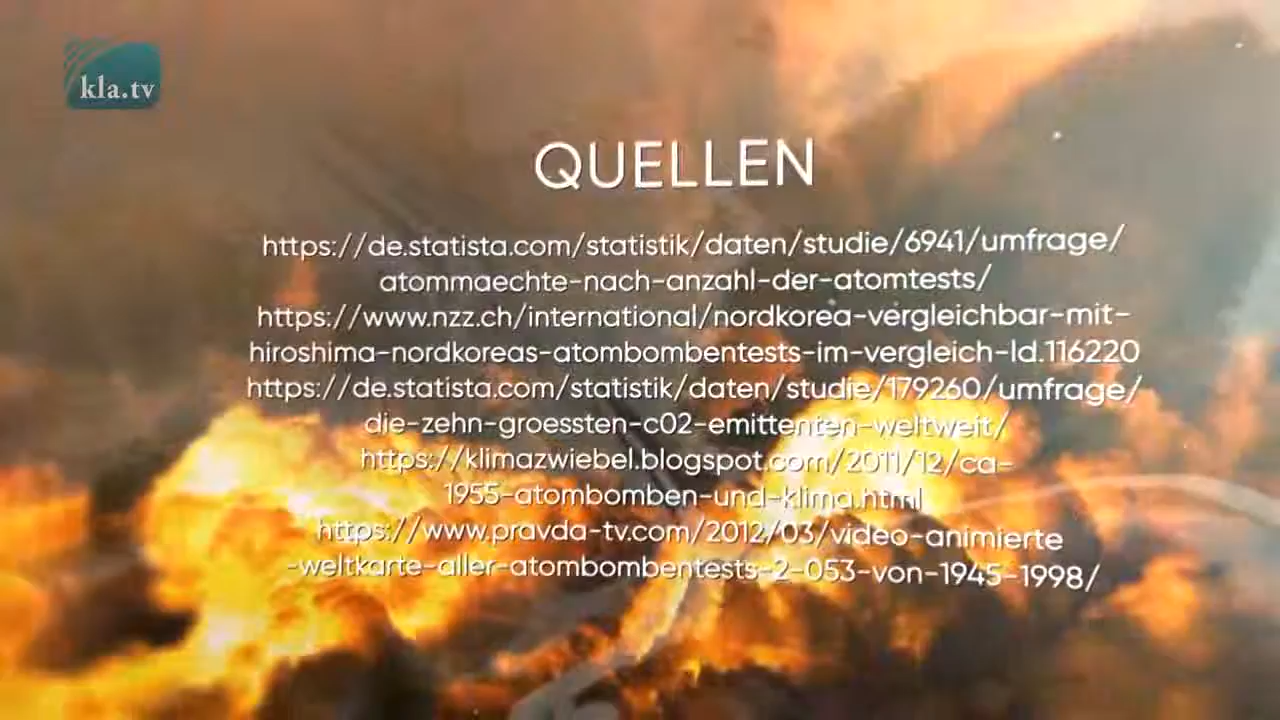 kla.tv
QUELLEN
https://de.statista.com/statistik/daten/studie/6941/umfrage/
atommaechte-nach-anzahl-der-atomtests/
https://www.nzz.ch/international/nordkorea-vergleichbar-mit-
hiroshima-nordkoreas-atombombentests-im-vergleich-ld.116220
https://de.statista.com/statistik/daten/studie/179260/umfrage/
die-zehn-groessten-c02-emittenten-weltweit/
https://klimazwiebel.blogspot.com/2011/12/ca-
1955-atombomben-und-klima.html
https://www.pravda-tv.com/2012/03/video-animierte
-weltkarte-aller-atombombentests-2-053-von-1945-1998/